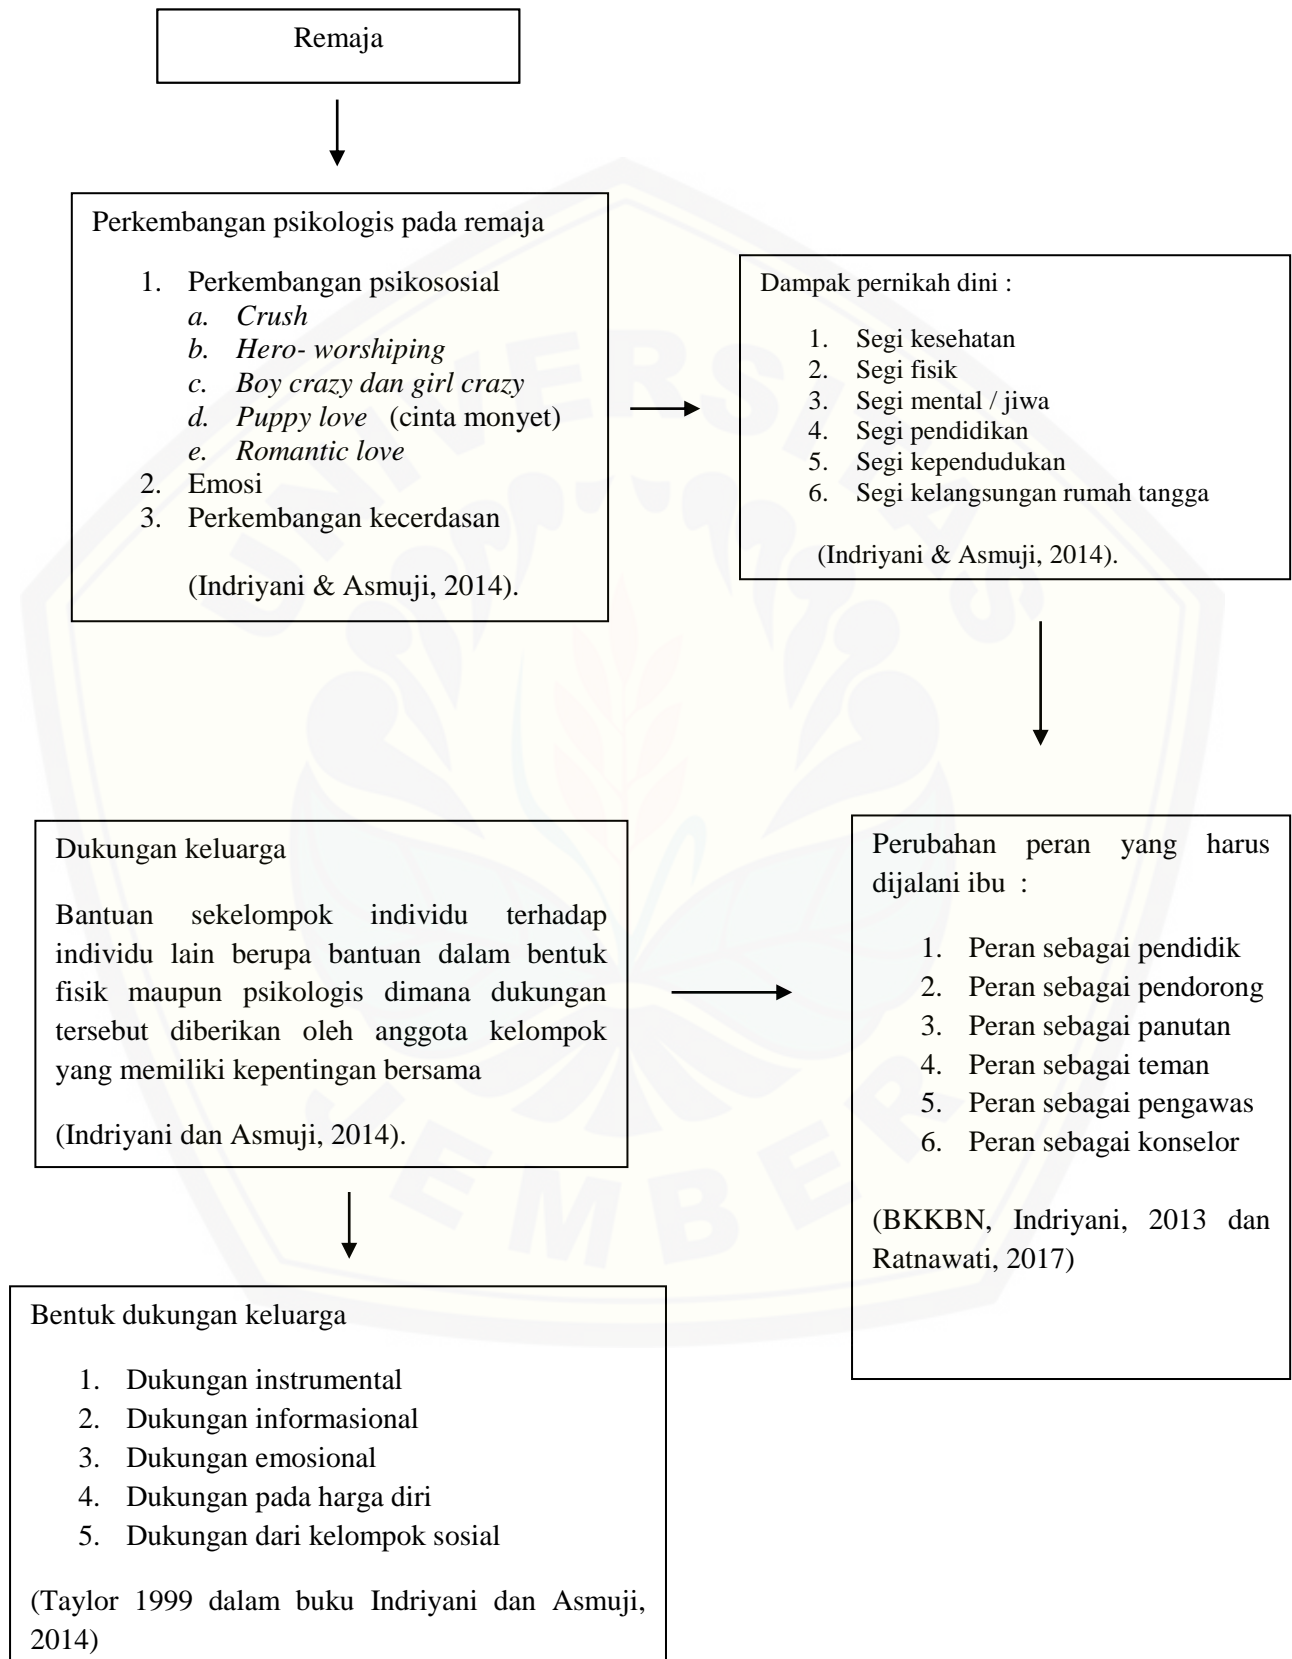 Remaja
Perkembangan psikologis pada remaja
1. Perkembangan psikososial
a. Crush
b. Hero- worshiping
c. Boy crazy dan girl crazy
d. Puppy love (cinta monyet)
e. Romantic love
2. Emosi
3. Perkembangan kecerdasan
(Indriyani & Asmuji, 2014).
Dampak pernikah dini :
1. Segi kesehatan
2. Segi fisik
3. Segi mental / jiwa
4. Segi pendidikan
5. Segi kependudukan
6. Segi kelangsungan rumah tangga
(Indriyani & Asmuji, 2014).
Dukungan keluarga
Bantuan sekelompok individu terhadap
individu lain berupa bantuan dalam bentuk
fisik maupun psikologis dimana dukungan
tersebut diberikan oleh anggota kelompok
yang memiliki kepentingan bersama
(Indriyani dan Asmuji, 2014).
Perubahan peran yang harus
dijalani ibu :
1. Peran sebagai pendidik
2. Peran sebagai pendorong
3. Peran sebagai panutan
4. Peran sebagai teman
5. Peran sebagai pengawas
6. Peran sebagai konselor
(BKKBN, Indriyani, 2013 dan
Ratnawati, 2017)
Bentuk dukungan keluarga
1. Dukungan instrumental
2. Dukungan informasional
3. Dukungan emosional
4. Dukungan pada harga diri
5. Dukungan dari kelompok sosial
(Taylor 1999 dalam buku Indriyani dan Asmuji,
2014)
UNIVERSITAS
JEMBER